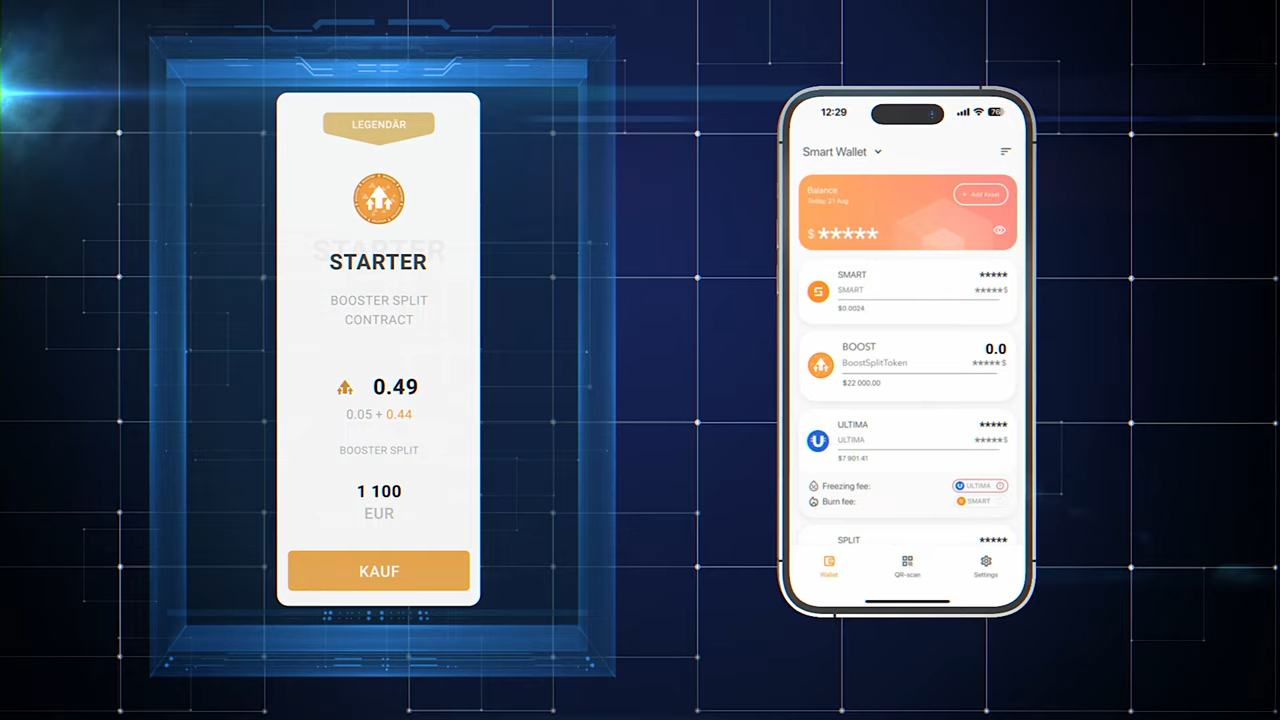 LEGENDÄR
STARTER
STARTER
BOOSTER SPLIT
CONTRACT
0.49
0.05 + 0.44
BOOSTER SPLIT
1 100
EUR
KAUF
12:29
Smart Wallet
Balance
Today, 21 Aug
+ Add Asset
$ *****
SMART *****
SMART *****$
$0.0024
BOOST 0.0
BoostSplitToken *****$
$22 000.00
ULTIMA *****
ULTIMA *****$
$7 901.41
Freezing fee: ULTIMA
Burn fee: SMART
SPLIT *****
Wallet QR-scan Settings